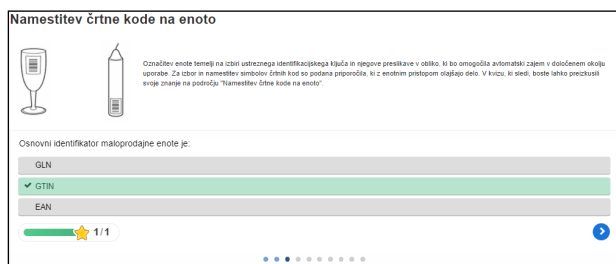 Namestitev črtne kode na enoto
Označitev enote temelji na izbiri ustreznega identifikacijskega ključa in njegove preslikave v obliko, ki bo omogočila avtomatski zajem v določenem okolju
uporabe. Za izbor in namestitev simbolov črtnih kod so podana priporočila, ki z enotnim pristopom olajšajo delo. V kvizu, ki sledi, boste lahko preizkusili
svoje znanje na področju "Namestitev črtne kode na enoto".
Osnovni identifikator maloprodajne enote je:
GLN
GTIN
EAN
1/1